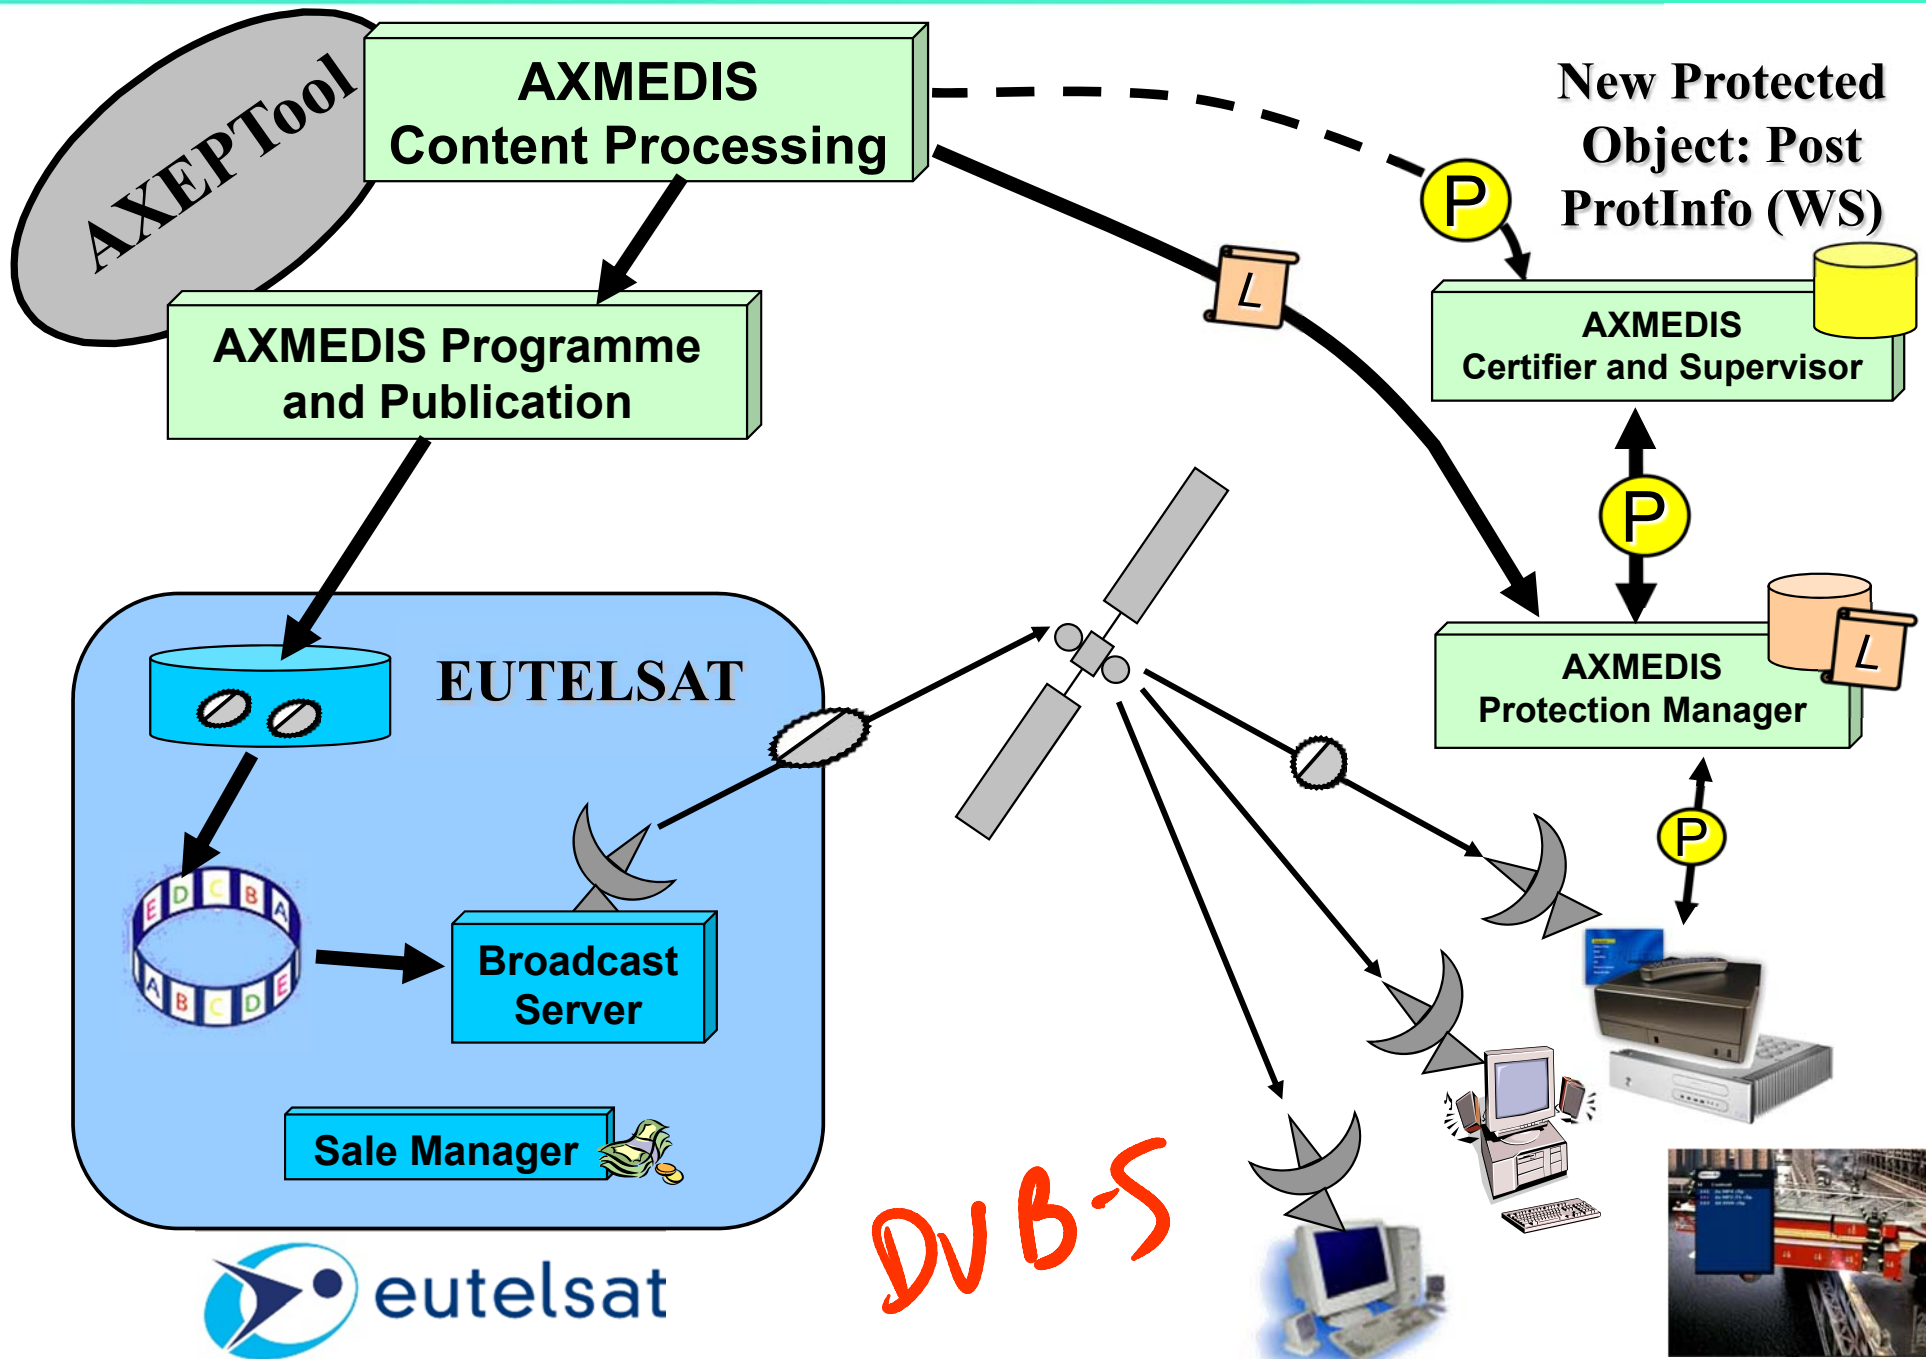 AXEPTool
AXMEDIS
Content Processing
New Protected
Object: Post
ProtInfo (WS)
P
L
AXMEDIS
Certifier and Supervisor
AXMEDIS Programme
and Publication
P
EUTELSAT
L
AXMEDIS
Protection Manager
P
E D C B A
A B C D E
Broadcast
Server
Sale Manager
DVB-S
eutelsat